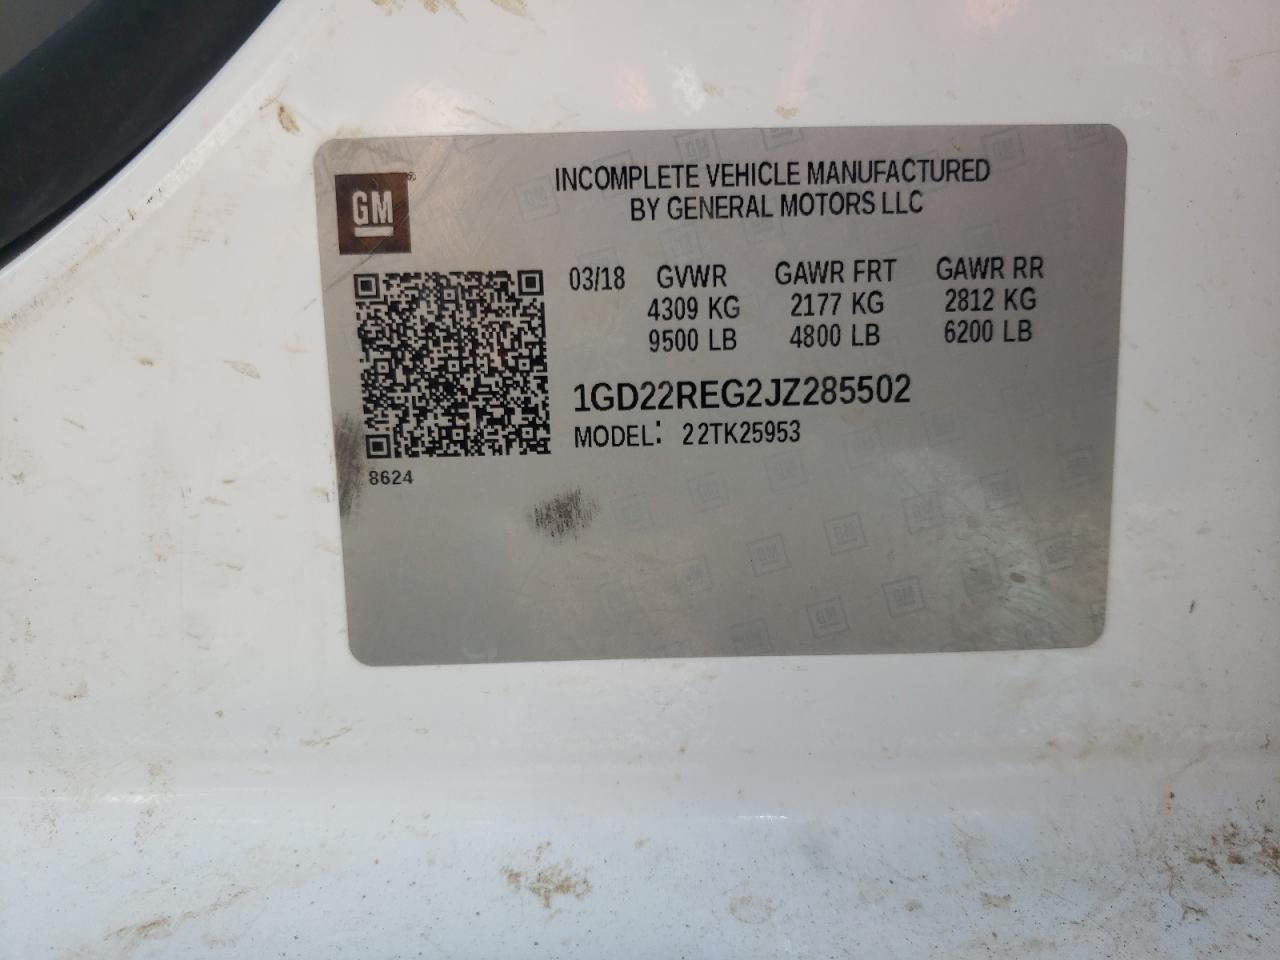 INCOMPLETE VEHICLE MANUFACTURED
BY GENERAL MOTORS LLC
GM
03/18 GVWR GAWR FRT GAWR RR
4309 KG 2177 KG 2812 KG
9500 LB 4800 LB 6200 LB
1GD22REG2JZ285502
MODEL: 22TK25953
8624